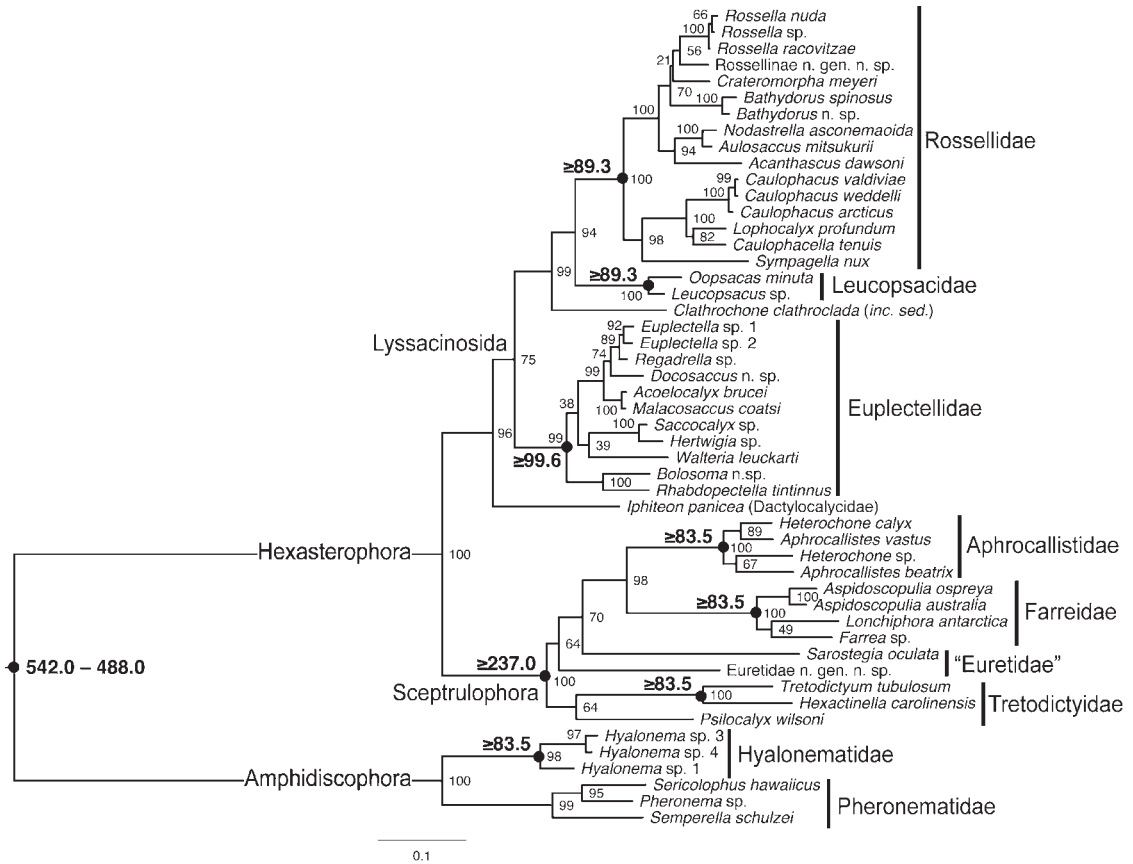 66
Rossella nuda
100
Rossella sp.
56
Rossella racovitzae
21
Rossellinae n. gen. n. sp.
Crateromorpha meyeri
70
100
Bathydorus spinosus
Bathydorus n. sp.
100
100
Nodastrella asconemaoida
Aulosaccus mitsukurii
94
Acanthascus dawsoni
Rossellidae
≥89.3
100
99
Caulophacus valdiviae
100
Caulophacus weddelli
Caulophacus arcticus
100
Lophocalyx profundum
82
Caulophacella tenuis
98
Sympagella nux
94
99
≥89.3
100
Oopsacas minuta
Leucopsacus sp.
Leucopsacidae
Clathrochone clathroclada (inc. sed.)
Lyssacinosida
75
92
Euplectella sp. 1
89
Euplectella sp. 2
74
Regadrella sp.
99
Docosaccus n. sp.
Acoelocalyx brucei
100
Malacosaccus coatsi
38
100
Saccocalyx sp.
Hertwigia sp.
39
Walteria leuckarti
99
≥99.6
Bolosoma n.sp.
100
Rhabdopectella tintinnus
Euplectellidae
96
Iphiteon panicea (Dactylocalycidae)
Hexasterophora
100
≥83.5
100
Heterochone calyx
89
Aphrocallistes vastus
Heterochone sp.
67
Aphrocallistes beatrix
Aphrocallistidae
98
≥83.5
100
Aspidoscopulia ospreya
100
Aspidoscopulia australia
Lonchiphora antarctica
49
Farrea sp.
Farreidae
70
64
Sarostegia oculata
Euretidae n. gen. n. sp.
“Euretidae”
≥237.0
Sceptrulophora
100
≥83.5
100
Tretodictyum tubulosum
Hexactinella carolinensis
64
Psilocalyx wilsoni
Tretodictyidae
542.0 – 488.0
Amphidiscophora
100
≥83.5
98
97
Hyalonema sp. 3
Hyalonema sp. 4
Hyalonema sp. 1
Hyalonematidae
95
Sericolophus hawaiicus
Pheronema sp.
99
Semperella schulzei
Pheronematidae
0.1